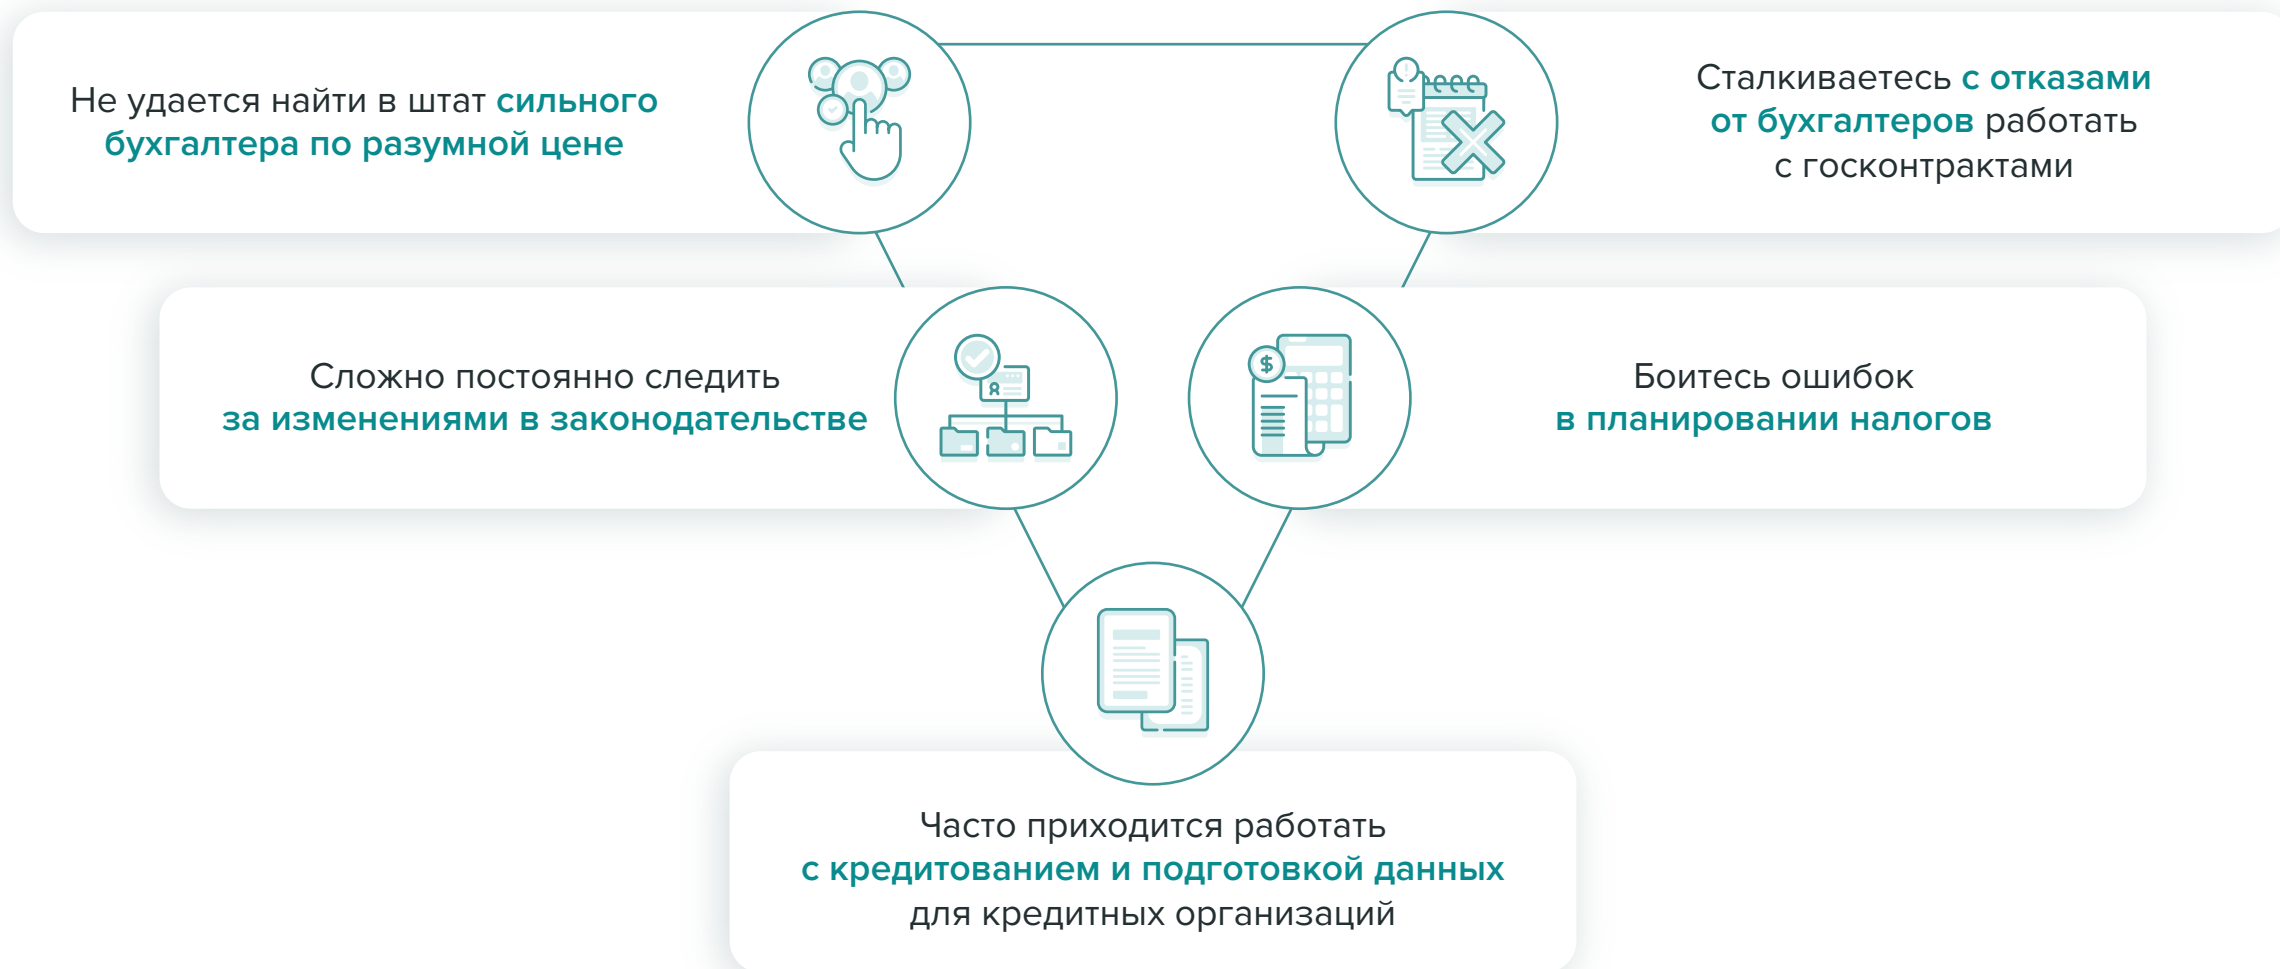 Не удается найти в штат сильного
бухгалтера по разумной цене
Сталкиваетесь с отказами
от бухгалтеров работать
с госконтрактами
Сложно постоянно следить
за изменениями в законодательстве
Боитесь ошибок
в планировании налогов
Часто приходится работать
с кредитованием и подготовкой данных
для кредитных организаций